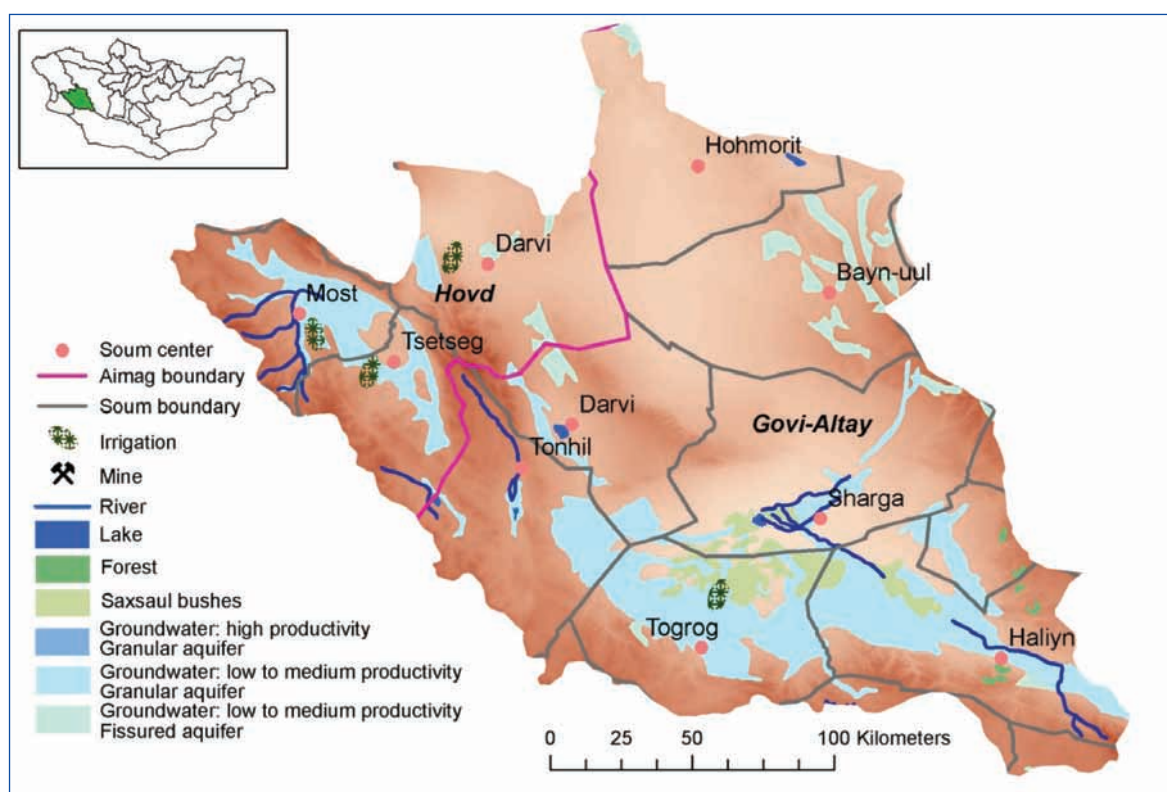 Hohmorit
Darvi
Bayn-uul
Hovd
Most
Tsetseg
Darvi
Govi-Altay
Tonhil
Sharga
Togrog
Haliyn
Soum center
Aimag boundary
Soum boundary
Irrigation
Mine
River
Lake
Forest
Saxsaul bushes
Groundwater: high productivity
Granular aquifer
Groundwater: low to medium productivity
Granular aquifer
Groundwater: low to medium productivity
Fissured aquifer
0 25 50 100 Kilometers